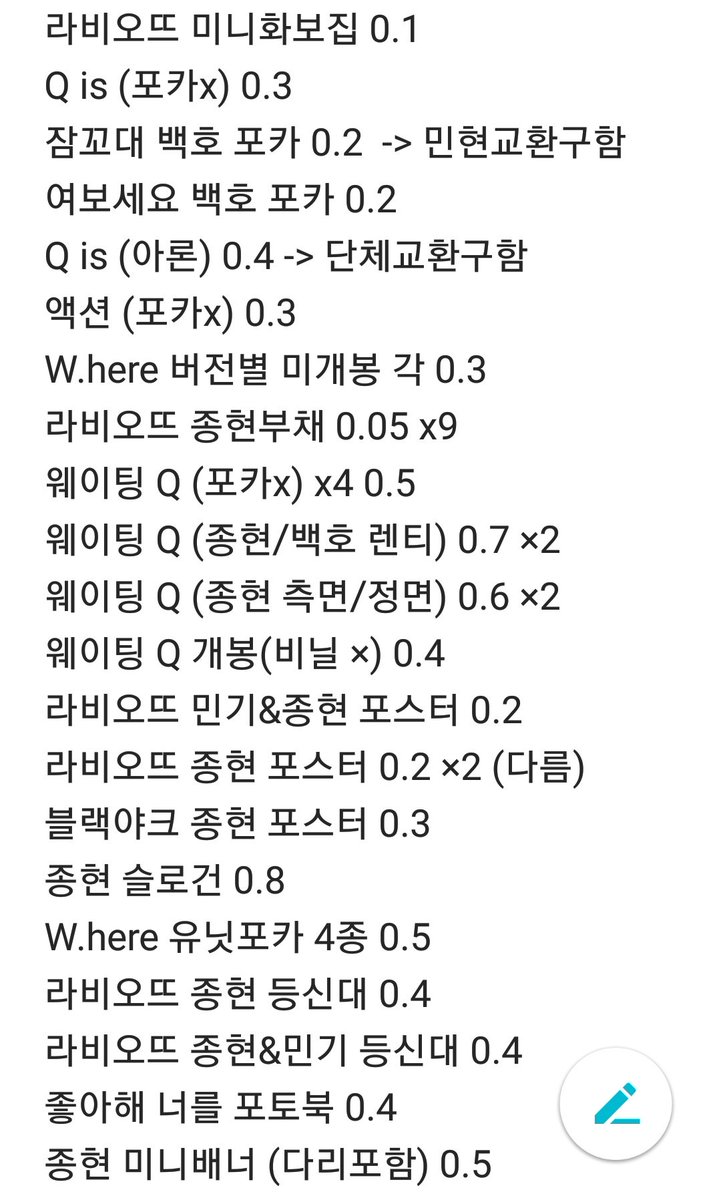 라비오뜨 미니화보집 0.1
Q is (포카x) 0.3
잠꼬대 백호 포카 0.2 -> 민현교환구함
여보세요 백호 포카 0.2
Q is (아론) 0.4 -> 단체교환구함
액션 (포카x) 0.3
W.here 버전별 미개봉 각 0.3
라비오뜨 종현부채 0.05 x9
웨이팅 Q (포카x) x4 0.5
웨이팅 Q (종현/백호 렌티) 0.7 ×2
웨이팅 Q (종현 측면/정면) 0.6 ×2
웨이팅 Q 개봉(비닐 ×) 0.4
라비오뜨 민기&종현 포스터 0.2
라비오뜨 종현 포스터 0.2 ×2 (다름)
블랙야크 종현 포스터 0.3
종현 슬로건 0.8
W.here 유닛포카 4종 0.5
라비오뜨 종현 등신대 0.4
라비오뜨 종현&민기 등신대 0.4
좋아해 너를 포토북 0.4
종현 미니배너 (다리포함) 0.5